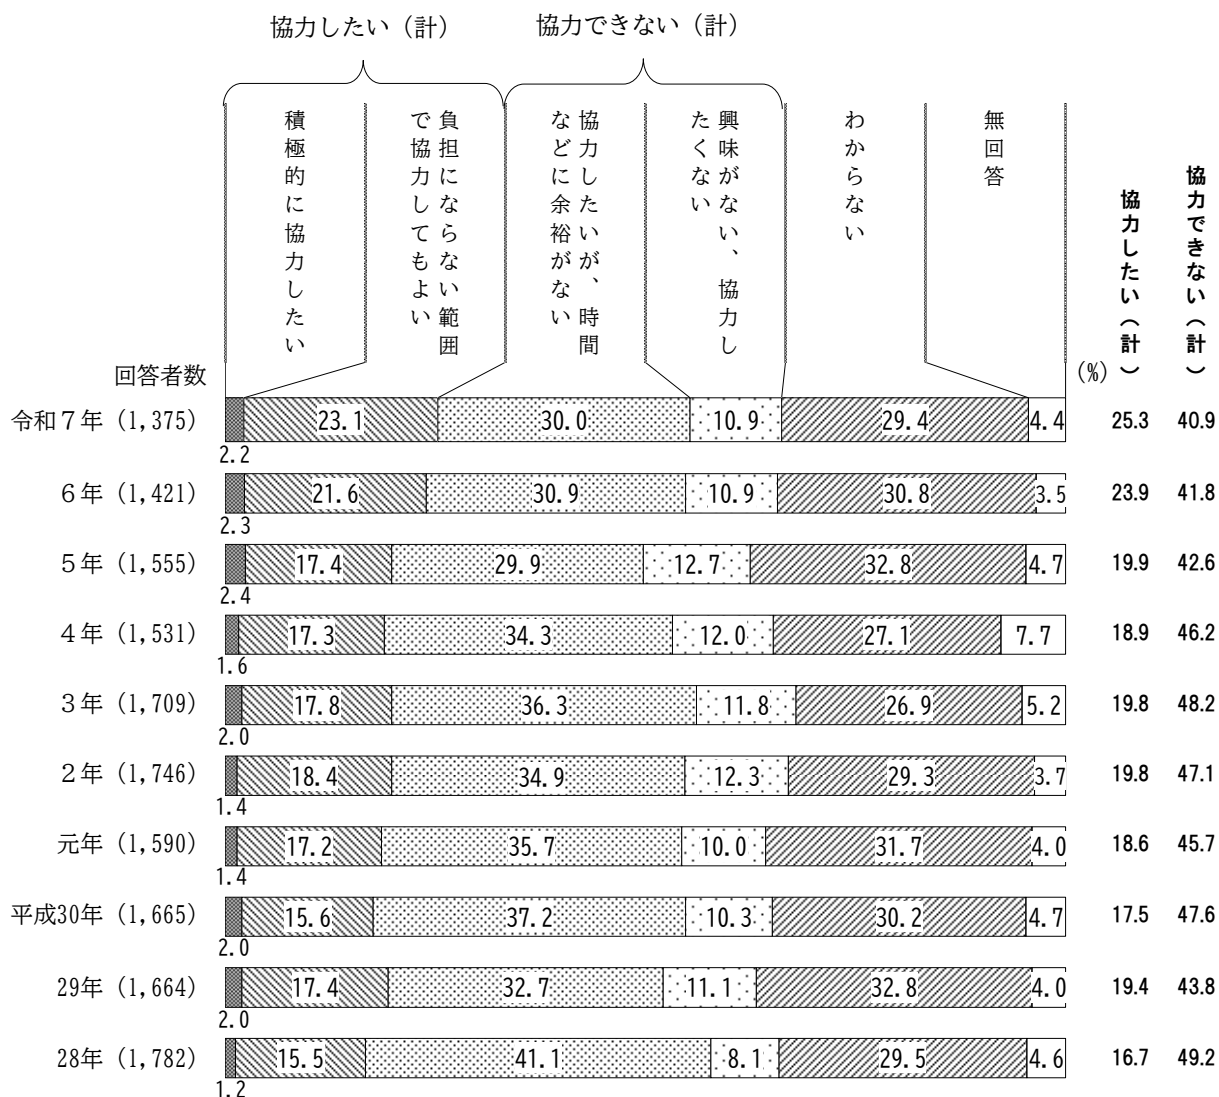 協力したい（計）
協力できない（計）
積極的に協力したい
負担にならない範囲
で協力してもよい
協力したいが、時間
などに余裕がない
興味がない、協力し
たくない
わからない
無回答
協力したい（計）
協力できない（計）
回答者数
(%)
令和７年 (1,375) 23.1 30.0 10.9 29.4 4.4 25.3 40.9
2.2
６年 (1,421) 21.6 30.9 10.9 30.8 3.5 23.9 41.8
2.3
５年 (1,555) 17.4 29.9 12.7 32.8 4.7 19.9 42.6
2.4
４年 (1,531) 17.3 34.3 12.0 27.1 7.7 18.9 46.2
1.6
３年 (1,709) 17.8 36.3 11.8 26.9 5.2 19.8 48.2
2.0
２年 (1,746) 18.4 34.9 12.3 29.3 3.7 19.8 47.1
1.4
元年 (1,590) 17.2 35.7 10.0 31.7 4.0 18.6 45.7
1.4
平成30年 (1,665) 15.6 37.2 10.3 30.2 4.7 17.5 47.6
2.0
29年 (1,664) 17.4 32.7 11.1 32.8 4.0 19.4 43.8
2.0
28年 (1,782) 15.5 41.1 8.1 29.5 4.6 16.7 49.2
1.2